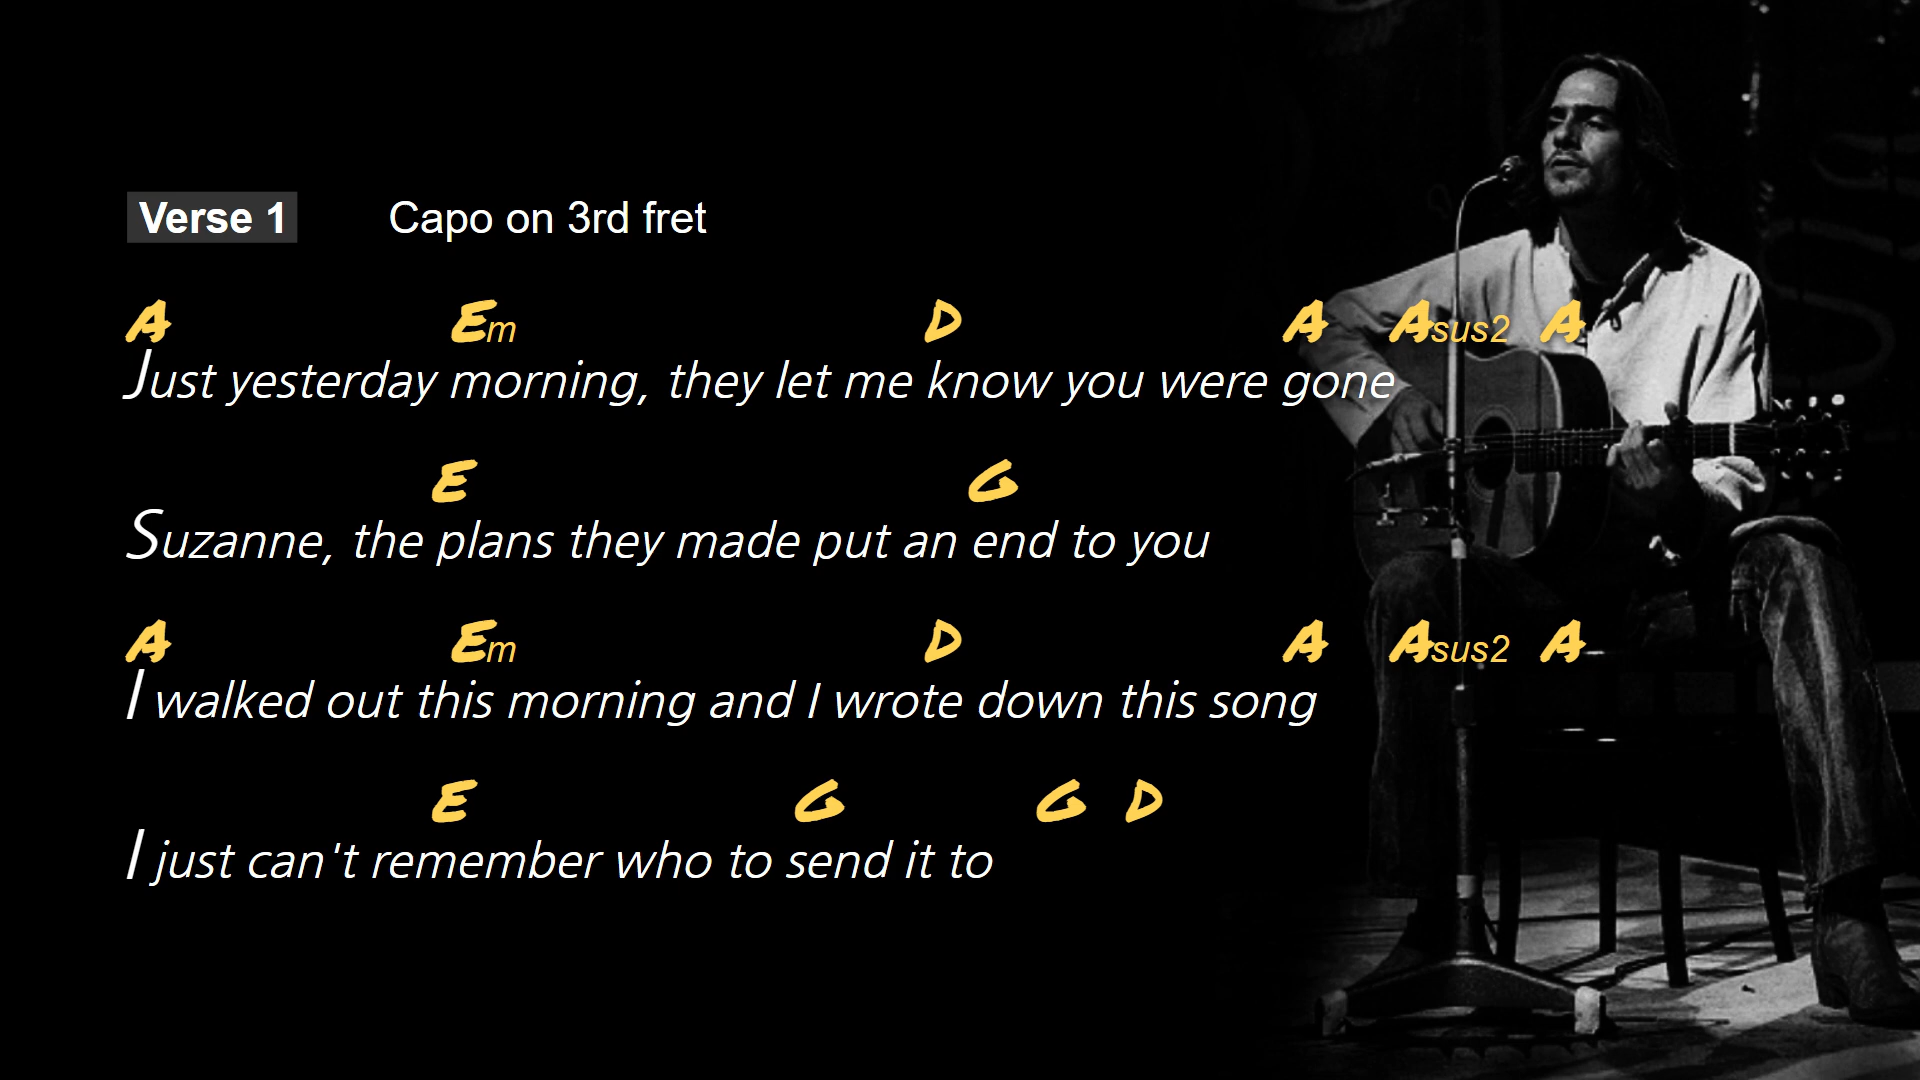 Verse 1 Capo on 3rd fret
A Em D A Asus2 A
Just yesterday morning, they let me know you were gone
E G
Suzanne, the plans they made put an end to you
A Em D A Asus2 A
I walked out this morning and I wrote down this song
E G G D
I just can't remember who to send it to